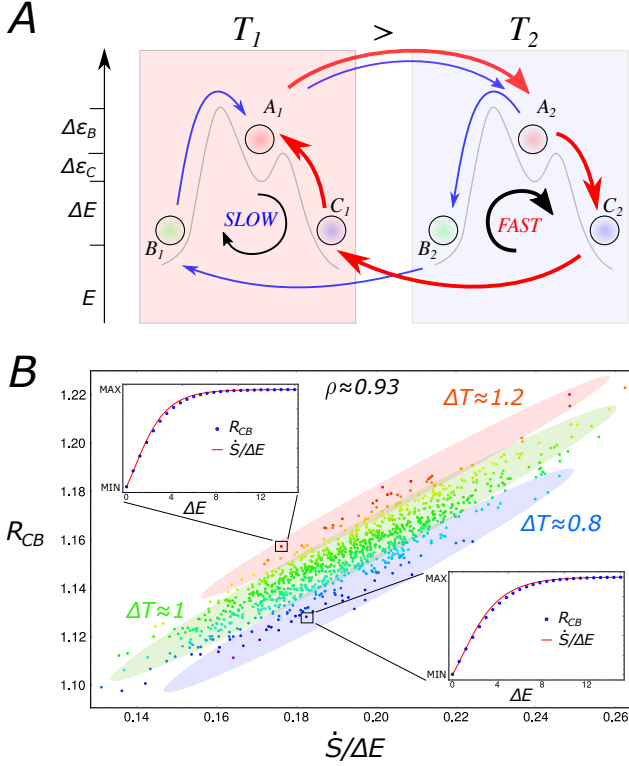 A
T1 > T2
ΔεB
ΔεC
ΔE
E
A1
B1
C1
SLOW
A2
B2
C2
FAST
B
ρ≈0.93
ΔT≈1.2
ΔT≈0.8
ΔT≈1
RCB
1.22
1.20
1.18
1.16
1.14
1.12
1.10
0.14 0.16 0.18 0.20 0.22 0.24 0.26
Ṡ/ΔE
MAX
MIN
RCB
Ṡ/ΔE
0 4 8 12
ΔE
MAX
MIN
RCB
Ṡ/ΔE
0 4 8 12
ΔE